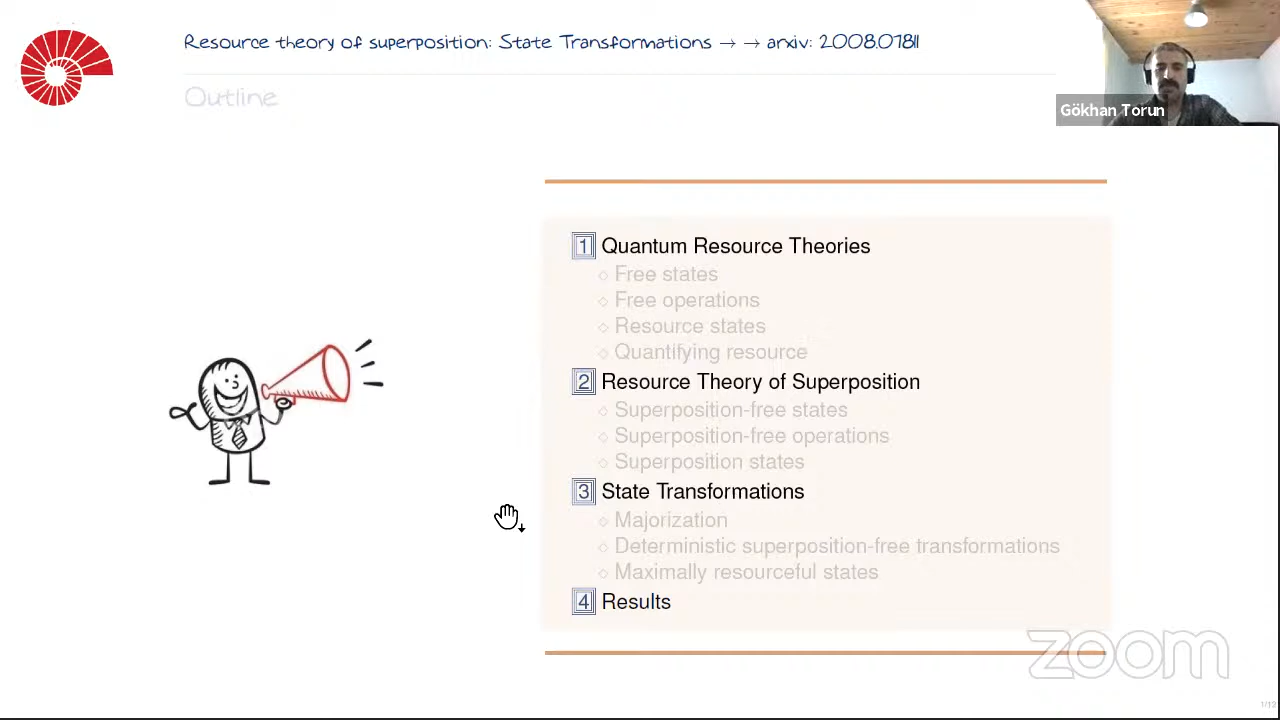 Resource theory of superposition: State Transformations → → arxiv: 2008.07811
Outline
Gökhan Torun
1 Quantum Resource Theories
◇ Free states
◇ Free operations
◇ Resource states
◇ Quantifying resource
2 Resource Theory of Superposition
◇ Superposition-free states
◇ Superposition-free operations
◇ Superposition states
3 State Transformations
◇ Majorization
◇ Deterministic superposition-free transformations
◇ Maximally resourceful states
4 Results
zoom
1/12